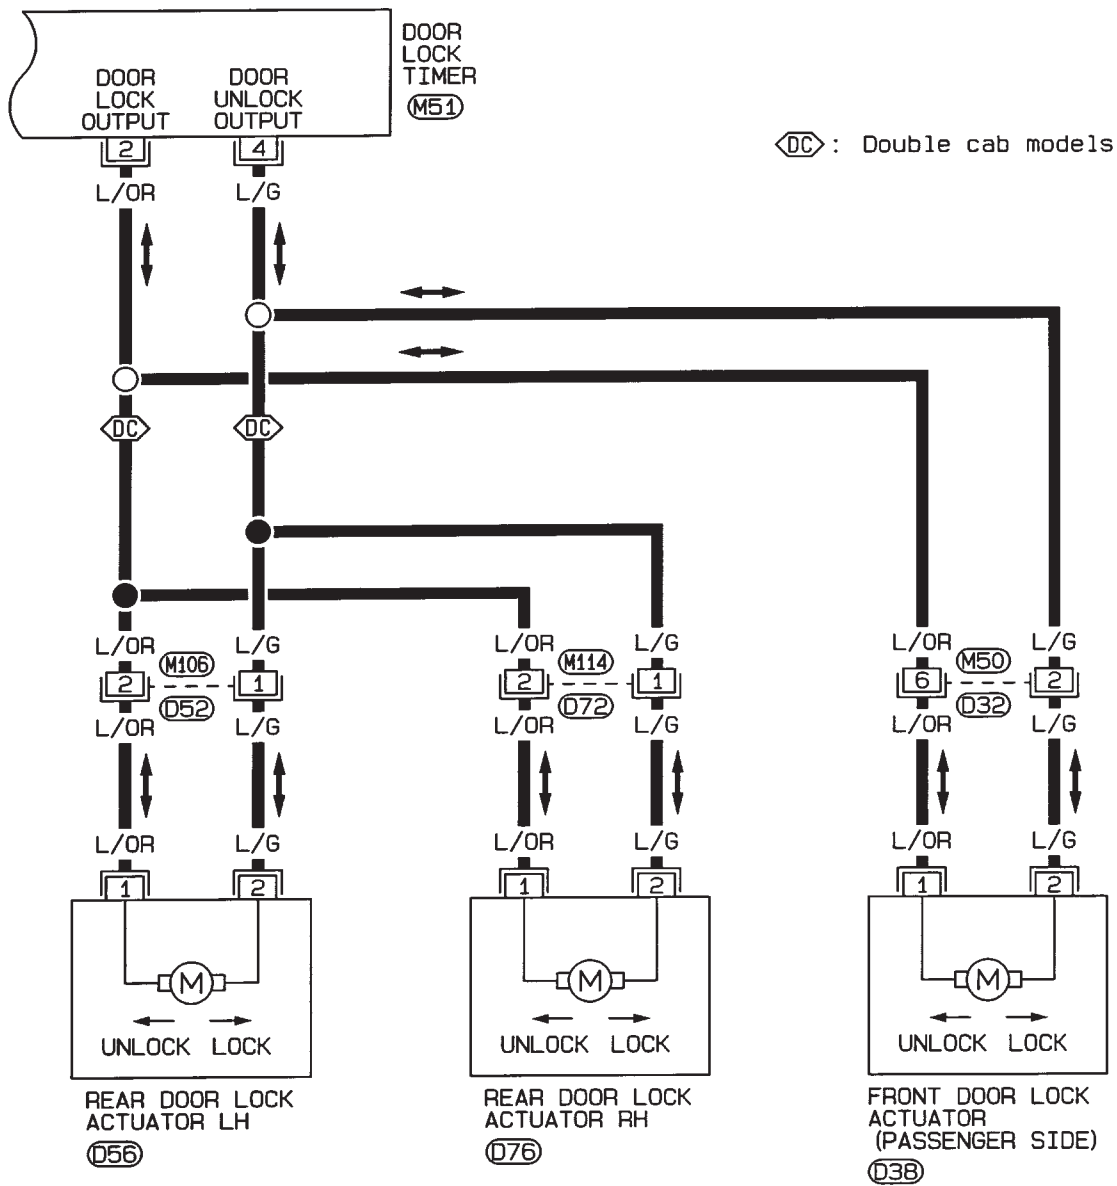 DOOR
LOCK
TIMER
M51
DOOR
LOCK
OUTPUT
DOOR
UNLOCK
OUTPUT
2
4
DC : Double cab models
L/OR
L/G
DC
DC
L/OR
M106
L/G
2
1
L/OR
D52
L/G
L/OR
M114
L/G
2
1
L/OR
D72
L/G
L/OR
M50
L/G
6
2
L/OR
D32
L/G
L/OR
L/G
L/OR
L/G
L/OR
L/G
1
2
1
2
1
2
M
M
M
UNLOCK LOCK
UNLOCK LOCK
UNLOCK LOCK
REAR DOOR LOCK
ACTUATOR LH
D56
REAR DOOR LOCK
ACTUATOR RH
D76
FRONT DOOR LOCK
ACTUATOR
(PASSENGER SIDE)
D38